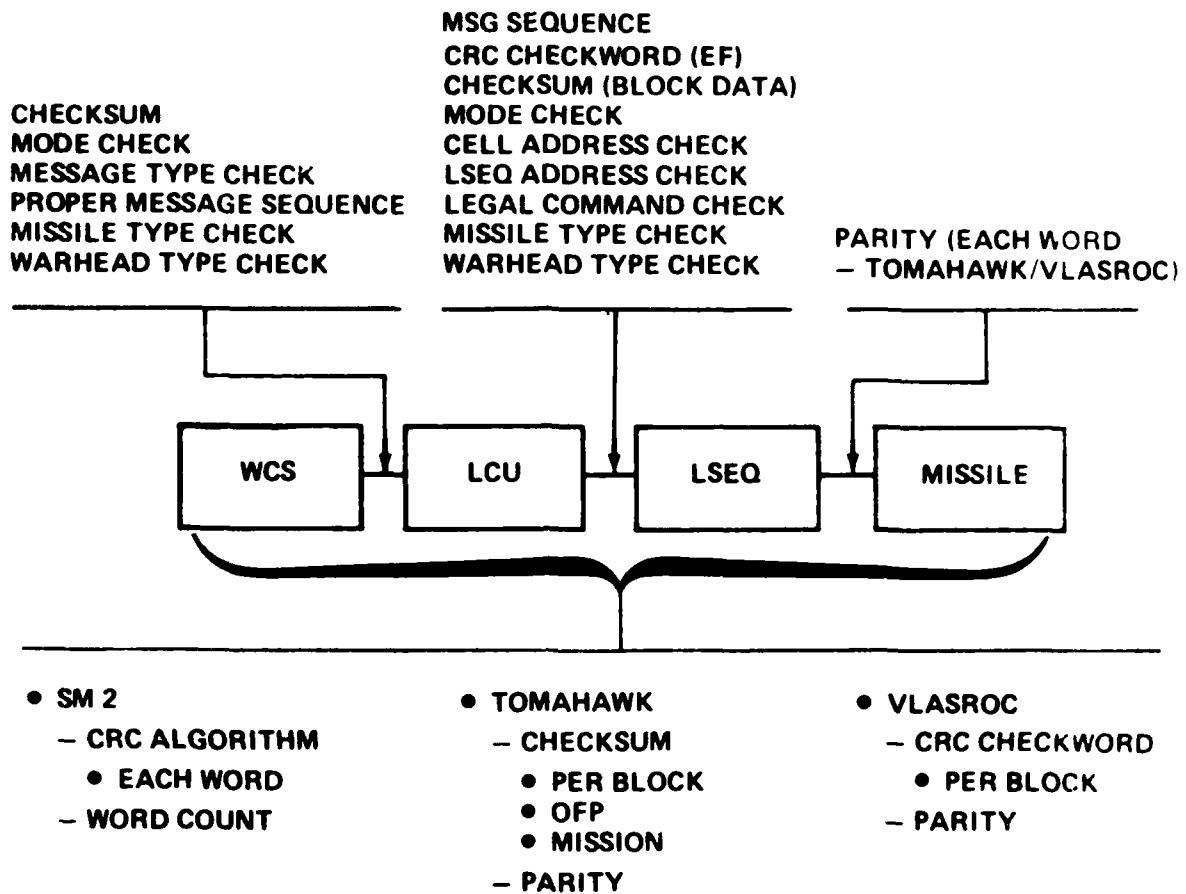 CHECKSUM
MODE CHECK
MESSAGE TYPE CHECK
PROPER MESSAGE SEQUENCE
MISSILE TYPE CHECK
WARHEAD TYPE CHECK
MSG SEQUENCE
CRC CHECKWORD (EF)
CHECKSUM (BLOCK DATA)
MODE CHECK
CELL ADDRESS CHECK
LSEQ ADDRESS CHECK
LEGAL COMMAND CHECK
MISSILE TYPE CHECK
WARHEAD TYPE CHECK
PARITY (EACH WORD
– TOMAHAWK/VLASROC)
WCS
LCU
LSEQ
MISSILE
● SM 2
– CRC ALGORITHM
● EACH WORD
– WORD COUNT
● TOMAHAWK
– CHECKSUM
● PER BLOCK
● OFP
● MISSION
– PARITY
● VLASROC
– CRC CHECKWORD
● PER BLOCK
– PARITY